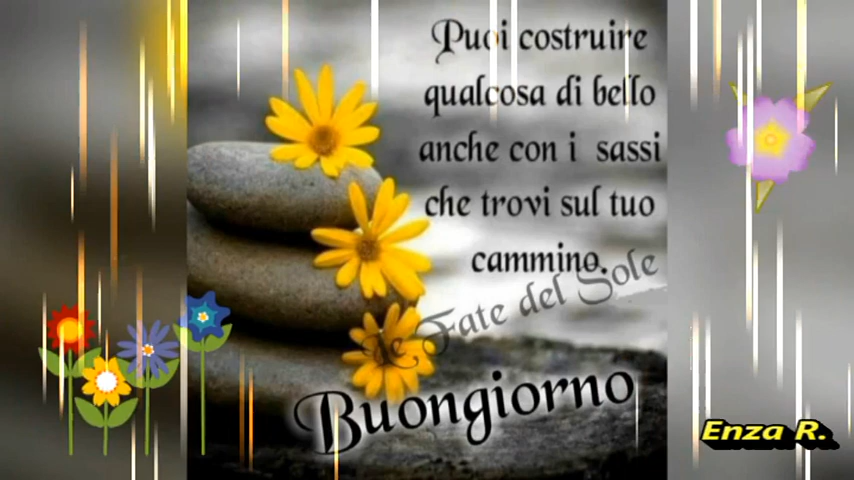 Puoi costruire
qualcosa di bello
anche con i sassi
che trovi sul tuo
cammino.
Le Fate del Sole
Buongiorno
Enza R.